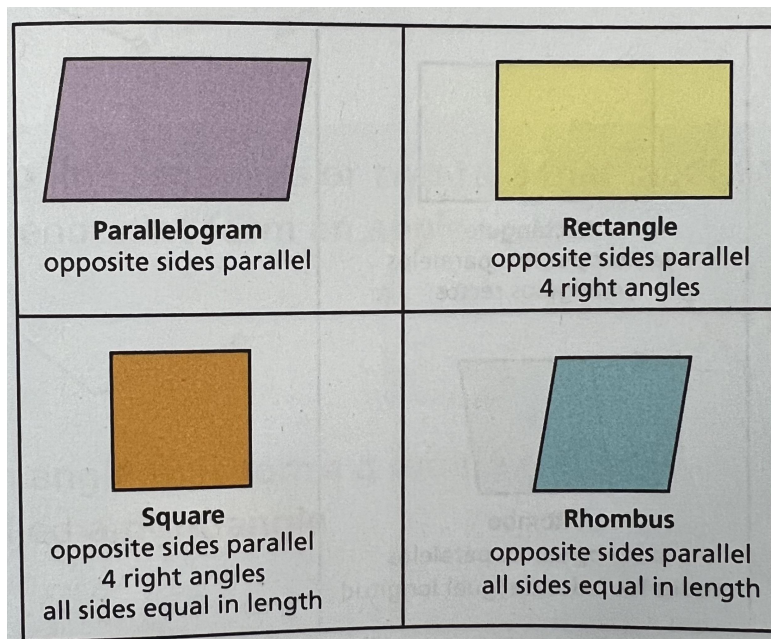 Parallelogram
opposite sides parallel
Rectangle
opposite sides parallel
4 right angles
Square
opposite sides parallel
4 right angles
all sides equal in length
Rhombus
opposite sides parallel
all sides equal in length